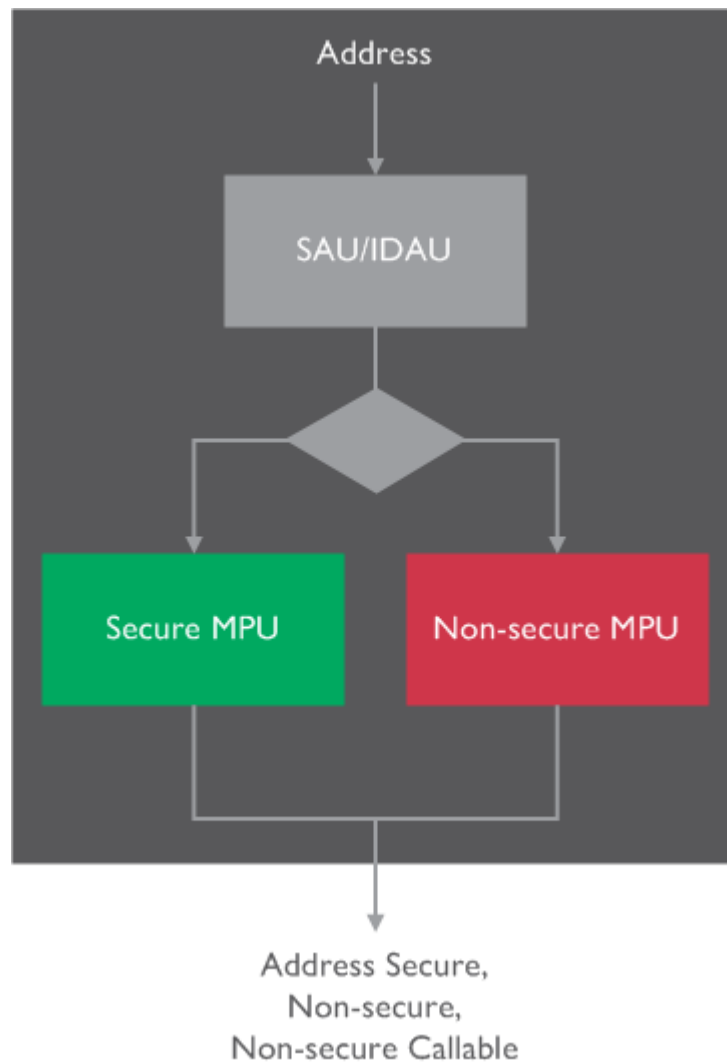 Address
SAU/IDAU
Secure MPU
Non-secure MPU
Address Secure,
Non-secure,
Non-secure Callable